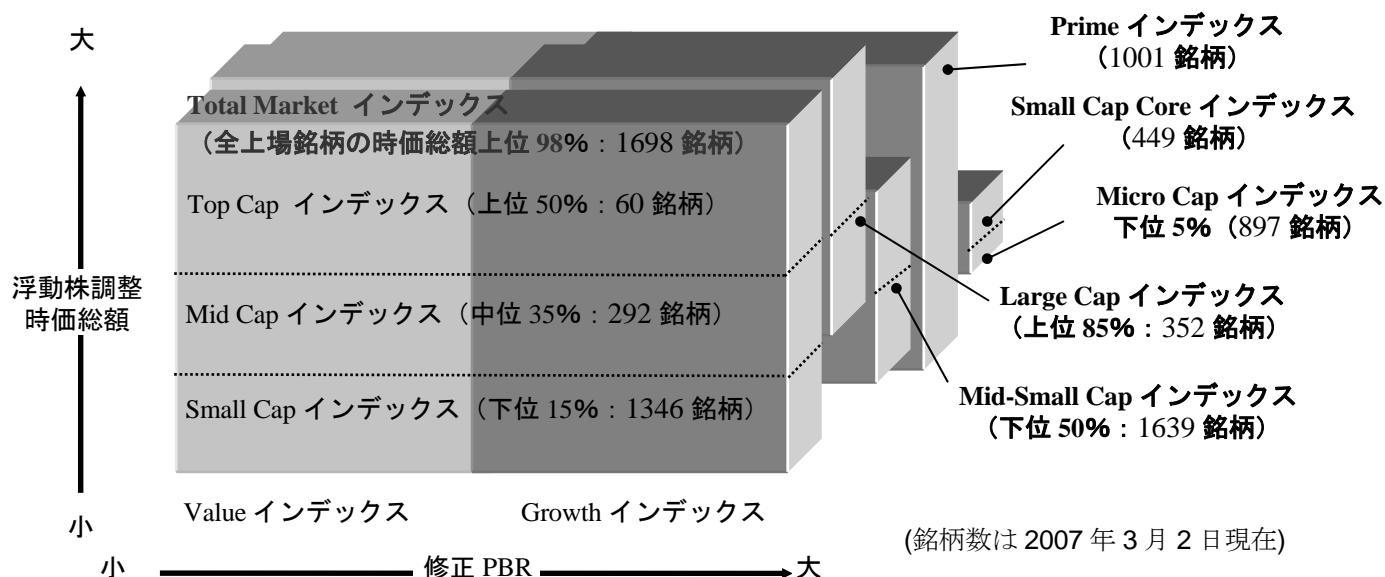 大
Prime インデックス
（1001 銘柄）
Total Market インデックス
（全上場銘柄の時価総額上位 98%：1698 銘柄）
Small Cap Core インデックス
（449 銘柄）
Top Cap インデックス（上位 50%：60 銘柄）
Micro Cap インデックス
下位 5%（897 銘柄）
浮動株調整
時価総額
Mid Cap インデックス（中位 35%：292 銘柄）
Large Cap インデックス
（上位 85%：352 銘柄）
Small Cap インデックス（下位 15%：1346 銘柄）
Mid-Small Cap インデックス
（下位 50%：1639 銘柄）
小
Value インデックス
Growth インデックス
(銘柄数は 2007 年 3 月 2 日現在)
小
修正 PBR
大